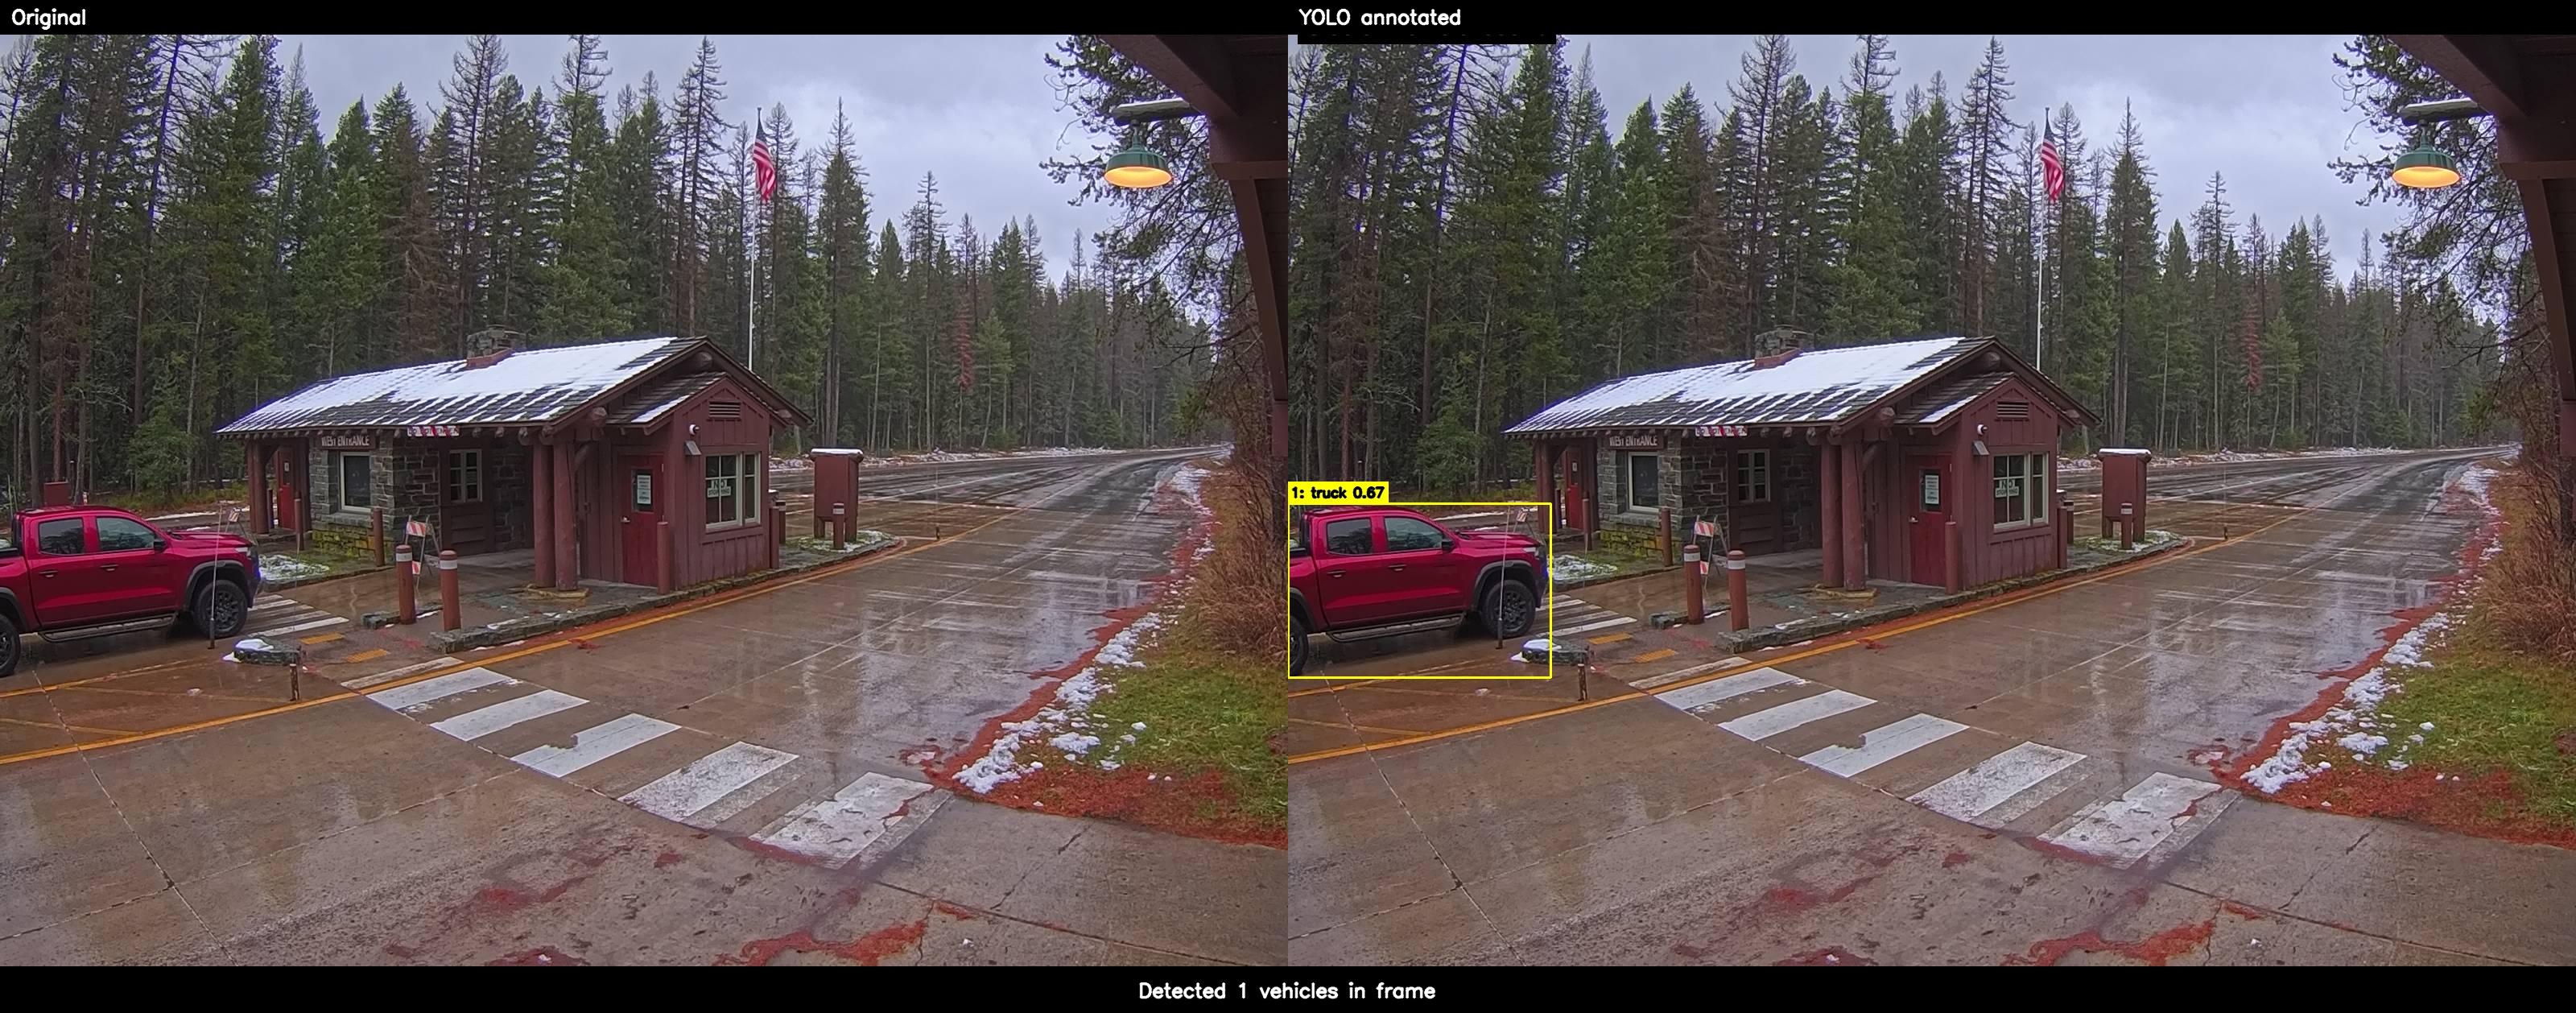 Original
YOLO annotated
WEST ENTRANCE
WEST ENTRANCE
1: truck 0.67
Detected 1 vehicles in frame